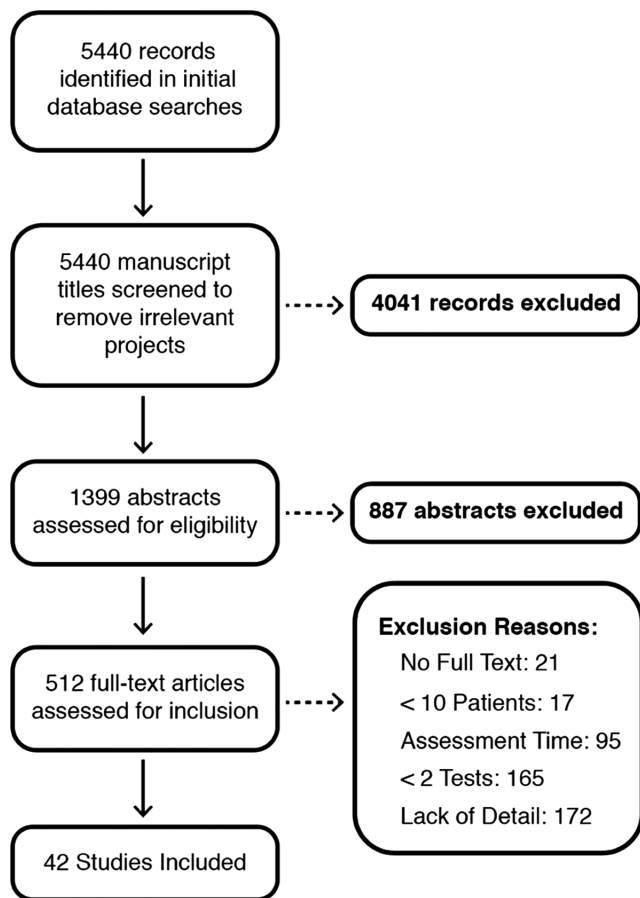 5440 records
identified in initial
database searches
5440 manuscript
titles screened to
remove irrelevant
projects
4041 records excluded
1399 abstracts
assessed for eligibility
887 abstracts excluded
512 full-text articles
assessed for inclusion
Exclusion Reasons:
No Full Text: 21
< 10 Patients: 17
Assessment Time: 95
< 2 Tests: 165
Lack of Detail: 172
42 Studies Included